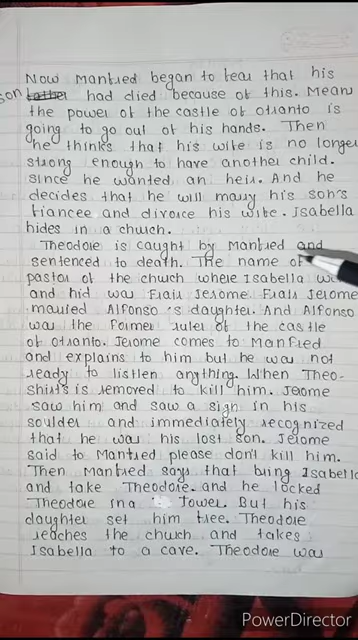 Now Manfred began to fear that his
son father had died because of this. Mean
the power of the castle of otranto is
going to go out of his hands. Then
he thinks that his wife is no longer
strong enough to have another child.
since he wanted an heir. And he
decides that he will marry his son's
fiancee and divorce his wife. Isabella
hides in a church.
Theodore is caught by Manfred and
sentenced to death. The name of
pastor of the church where Isabella
and hid was Friar Jerome. Friar Jerome
married Alfonso's daughter. And Alfonso
was the former ruler of the castle
of otranto. Jerome comes to Manfred
and explains to him but he was not
ready to listlen anything. When Theo-
shirts is removed to kill him. Jerome
saw him and saw a sign in his
soulder and immediately recognized
that he was his lost son. Jerome
said to Manfred please don't kill him.
Then Manfred says that bring Isabella
and take Theodore. and he locked
Theodore in a Tower. But his
daughter set him free. Theodore
reaches the church and takes
Isabella to a cave. Theodore was
PowerDirector